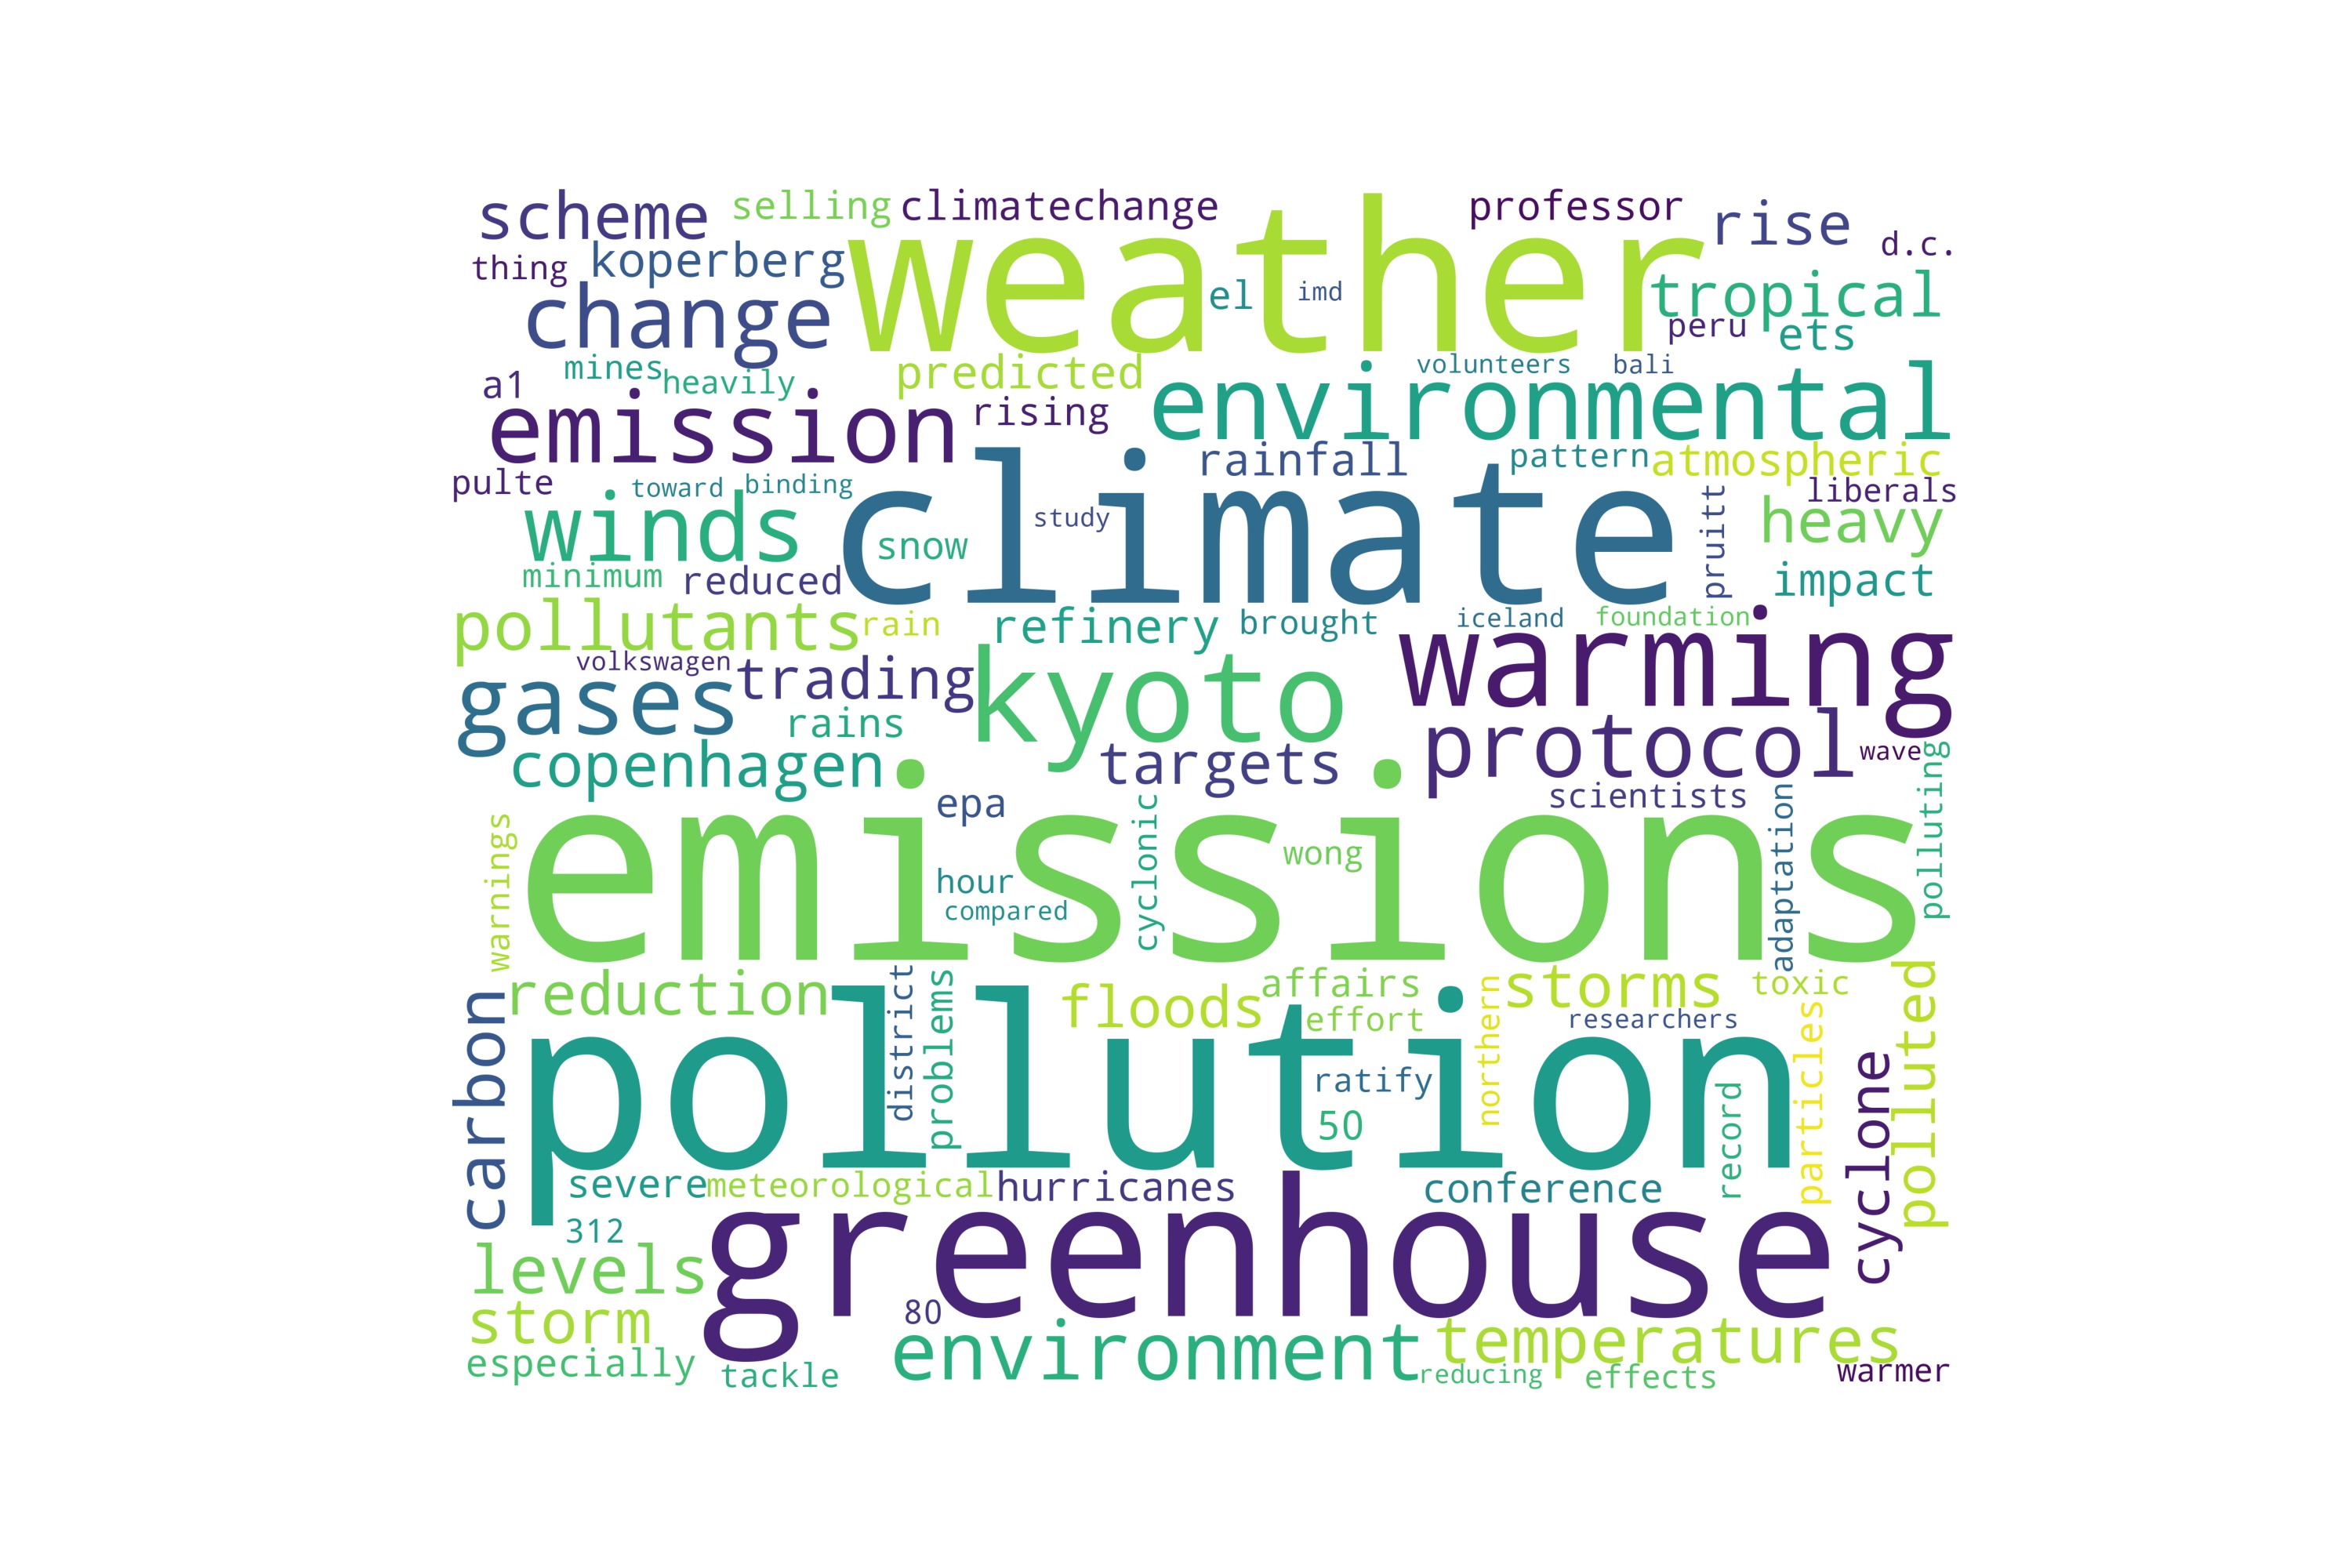 scheme selling climatechange professor rise d.c.
thing koperberg weather
change el imd tropical
peru ets
mines heavily predicted volunteers bali
a1 environmental
emission rising
climate rainfall pattern atmospheric
pulte toward binding liberals
winds snow study pruitt heavy
minimum reduced impact
pollutants rain refinery brought iceland foundation
volkswagen trading kyoto warming
gases rains
copenhagen targets protocol wave polluting
epa scientists
warnings emissions cyclonic wong adaptation
hour
compared
reduction district problems floods affairs storms toxic polluted
effort northern researchers
carbon pollution ratify record particles cyclone
50
severe meteorological hurricanes conference
312 greenhouse
levels
storm 80 environment temperatures
especially tackle reducing effects warmer